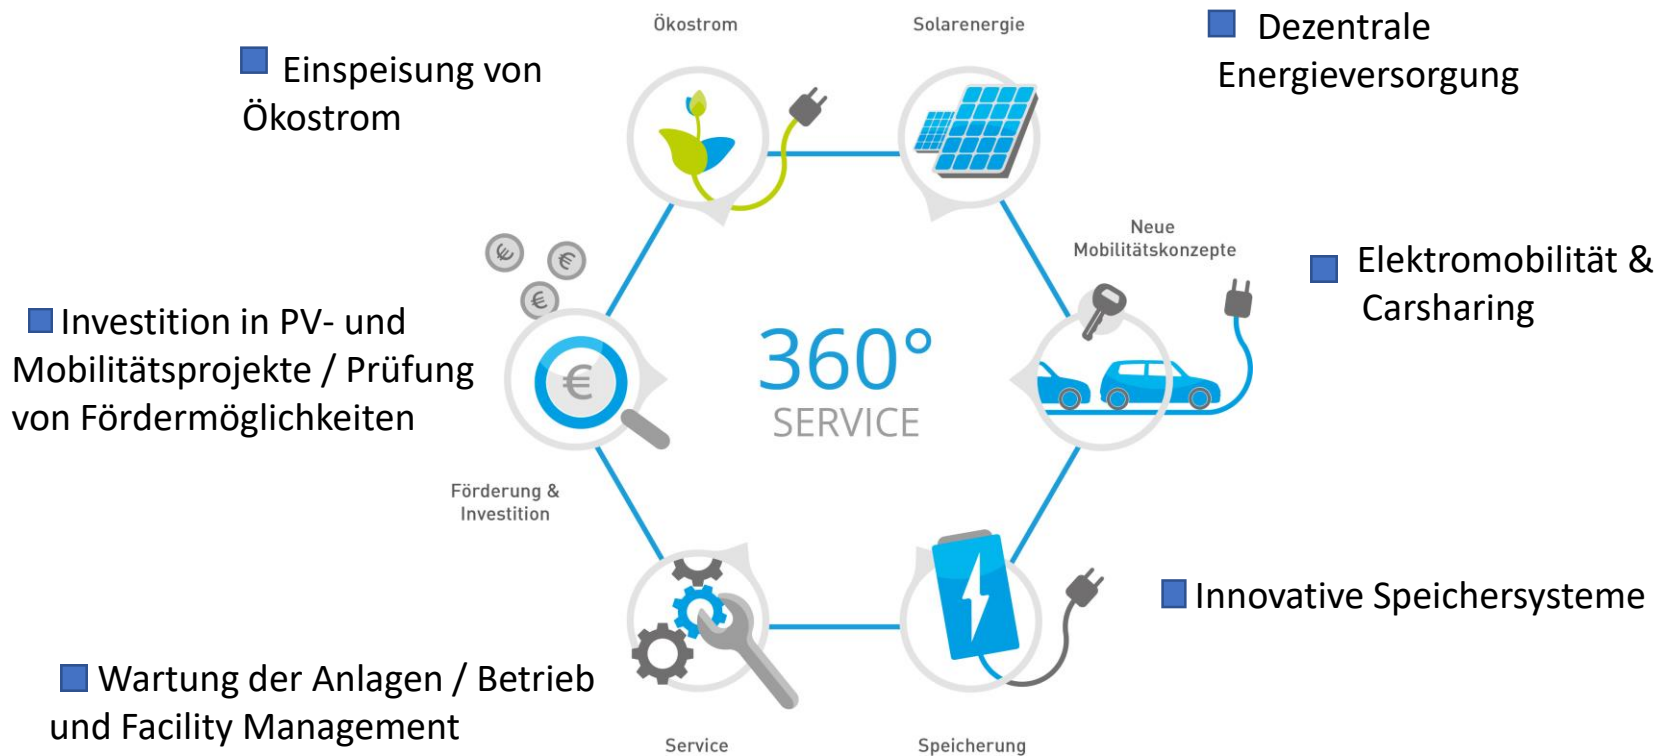 Ökostrom
Solarenergie
Einspeisung von
Ökostrom
Dezentrale
Energieversorgung
Neue
Mobilitätskonzepte
Elektromobilität &
Carsharing
€
€
€
Investition in PV- und
Mobilitätsprojekte / Prüfung
von Fördermöglichkeiten
€
360°
SERVICE
Förderung &
Investition
Innovative Speichersysteme
Wartung der Anlagen / Betrieb
und Facility Management
Service
Speicherung